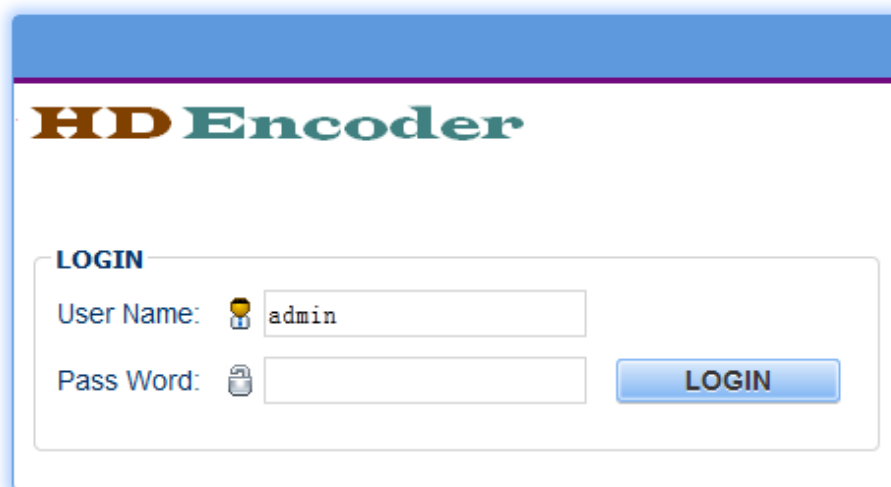 HD Encoder
LOGIN
User Name: admin
Pass Word: LOGIN